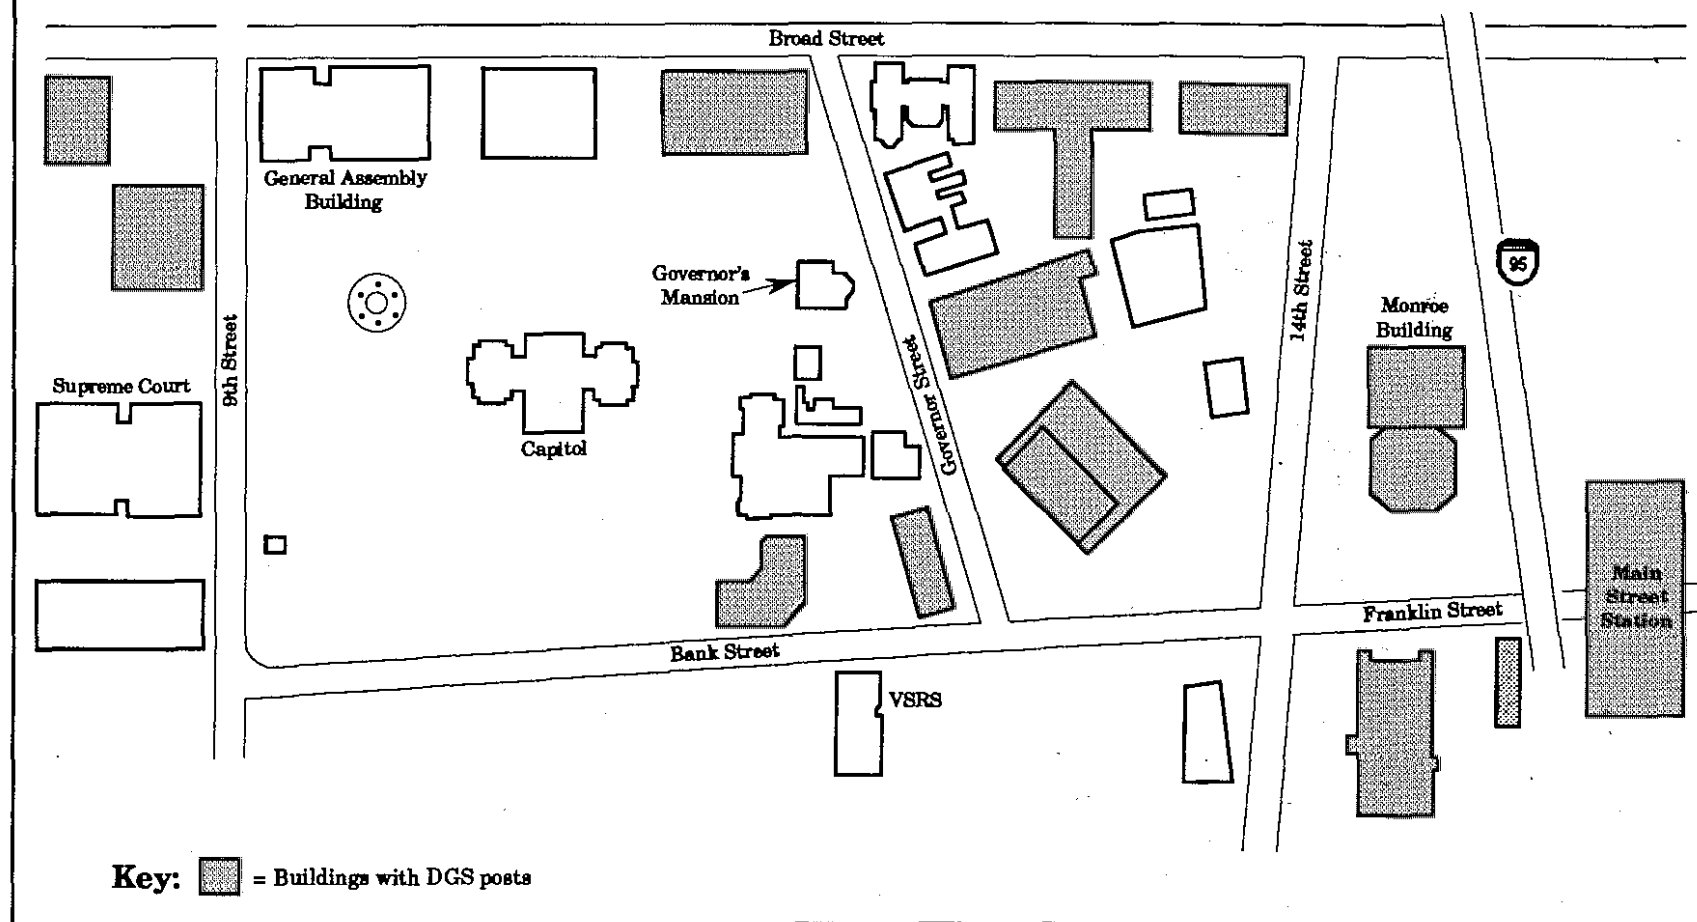 Broad Street
General Assembly
Building
Governor's
Mansion
9th Street
Supreme Court
Capitol
Governor Street
14th Street
95
Monroe
Building
Main
Street
Station
Franklin Street
Bank Street
VSRS
Key:
= Buildings with DGS posts